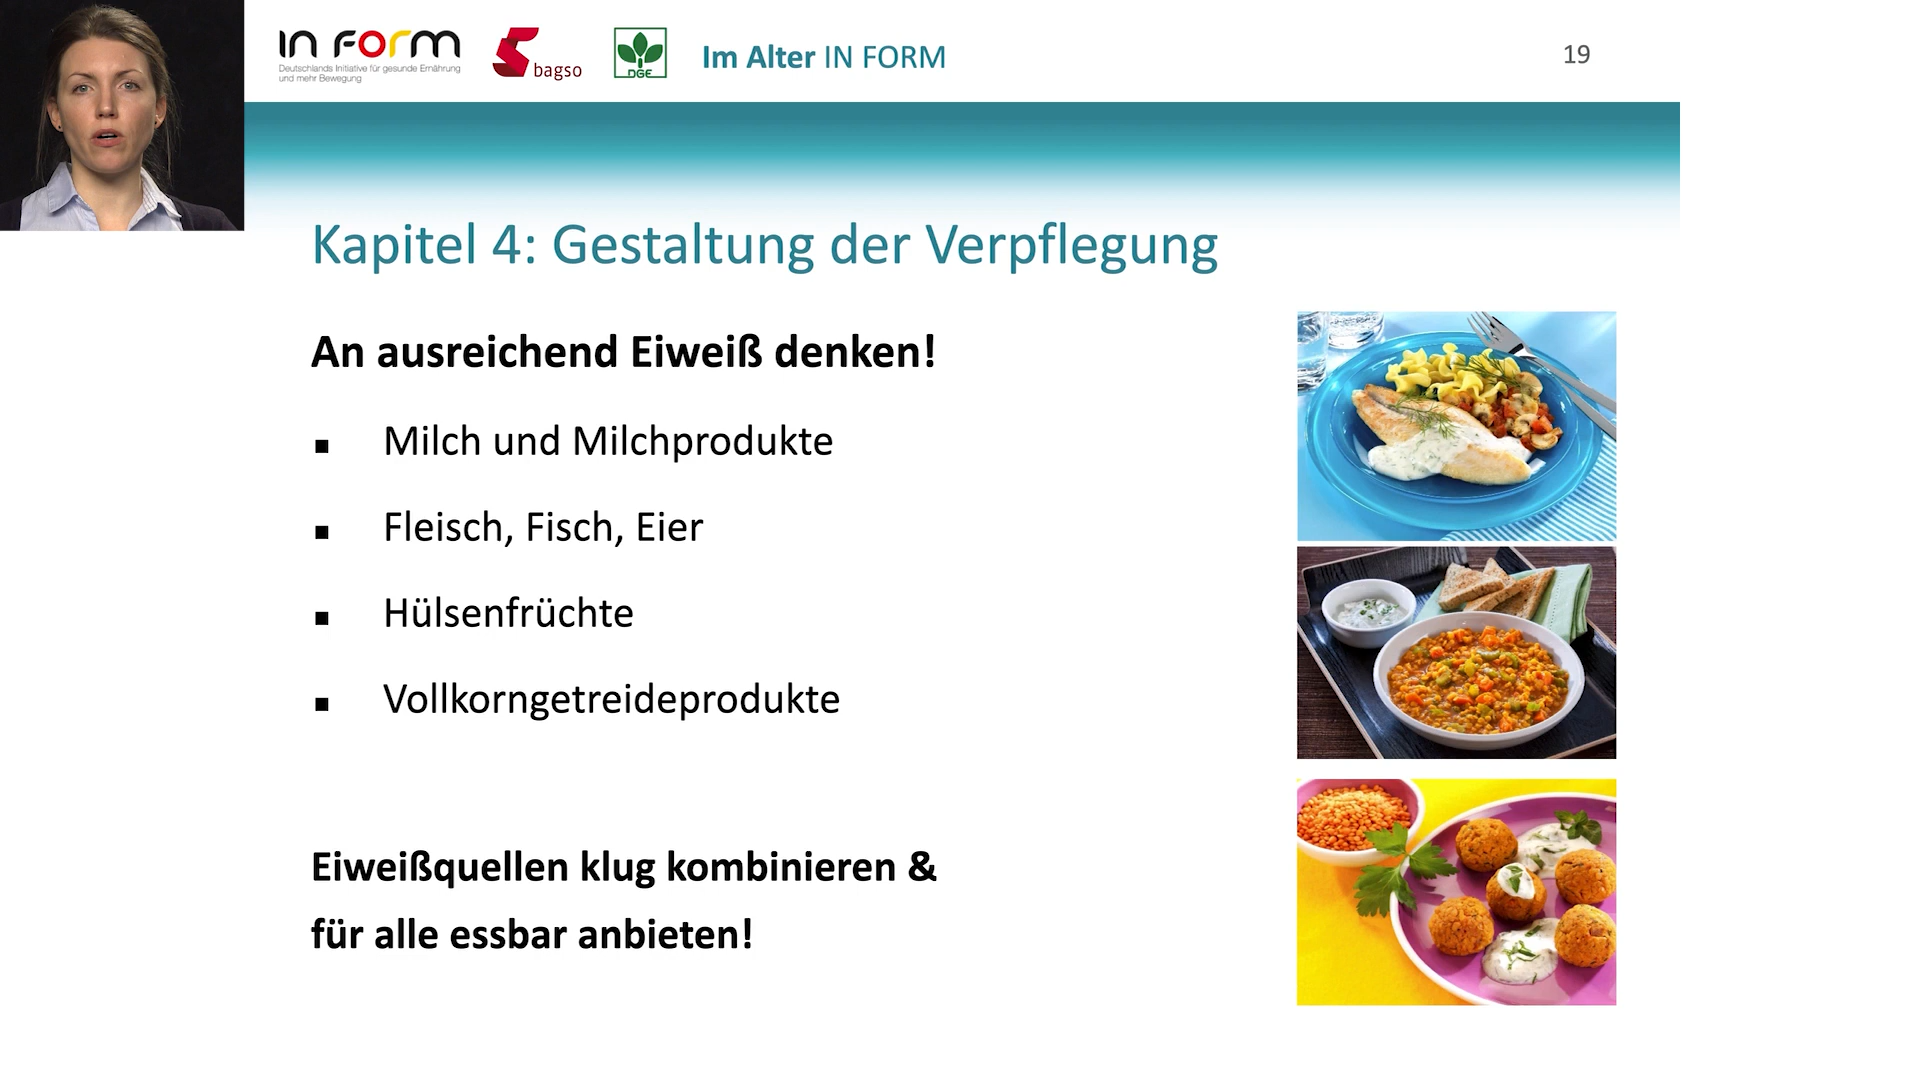 IN FORM
Deutschlands Initiative für gesunde Ernährung
und mehr Bewegung
bagso
DGE
Im Alter IN FORM
19
Kapitel 4: Gestaltung der Verpflegung
An ausreichend Eiweiß denken!
Milch und Milchprodukte
Fleisch, Fisch, Eier
Hülsenfrüchte
Vollkorngetreideprodukte
Eiweißquellen klug kombinieren &
für alle essbar anbieten!